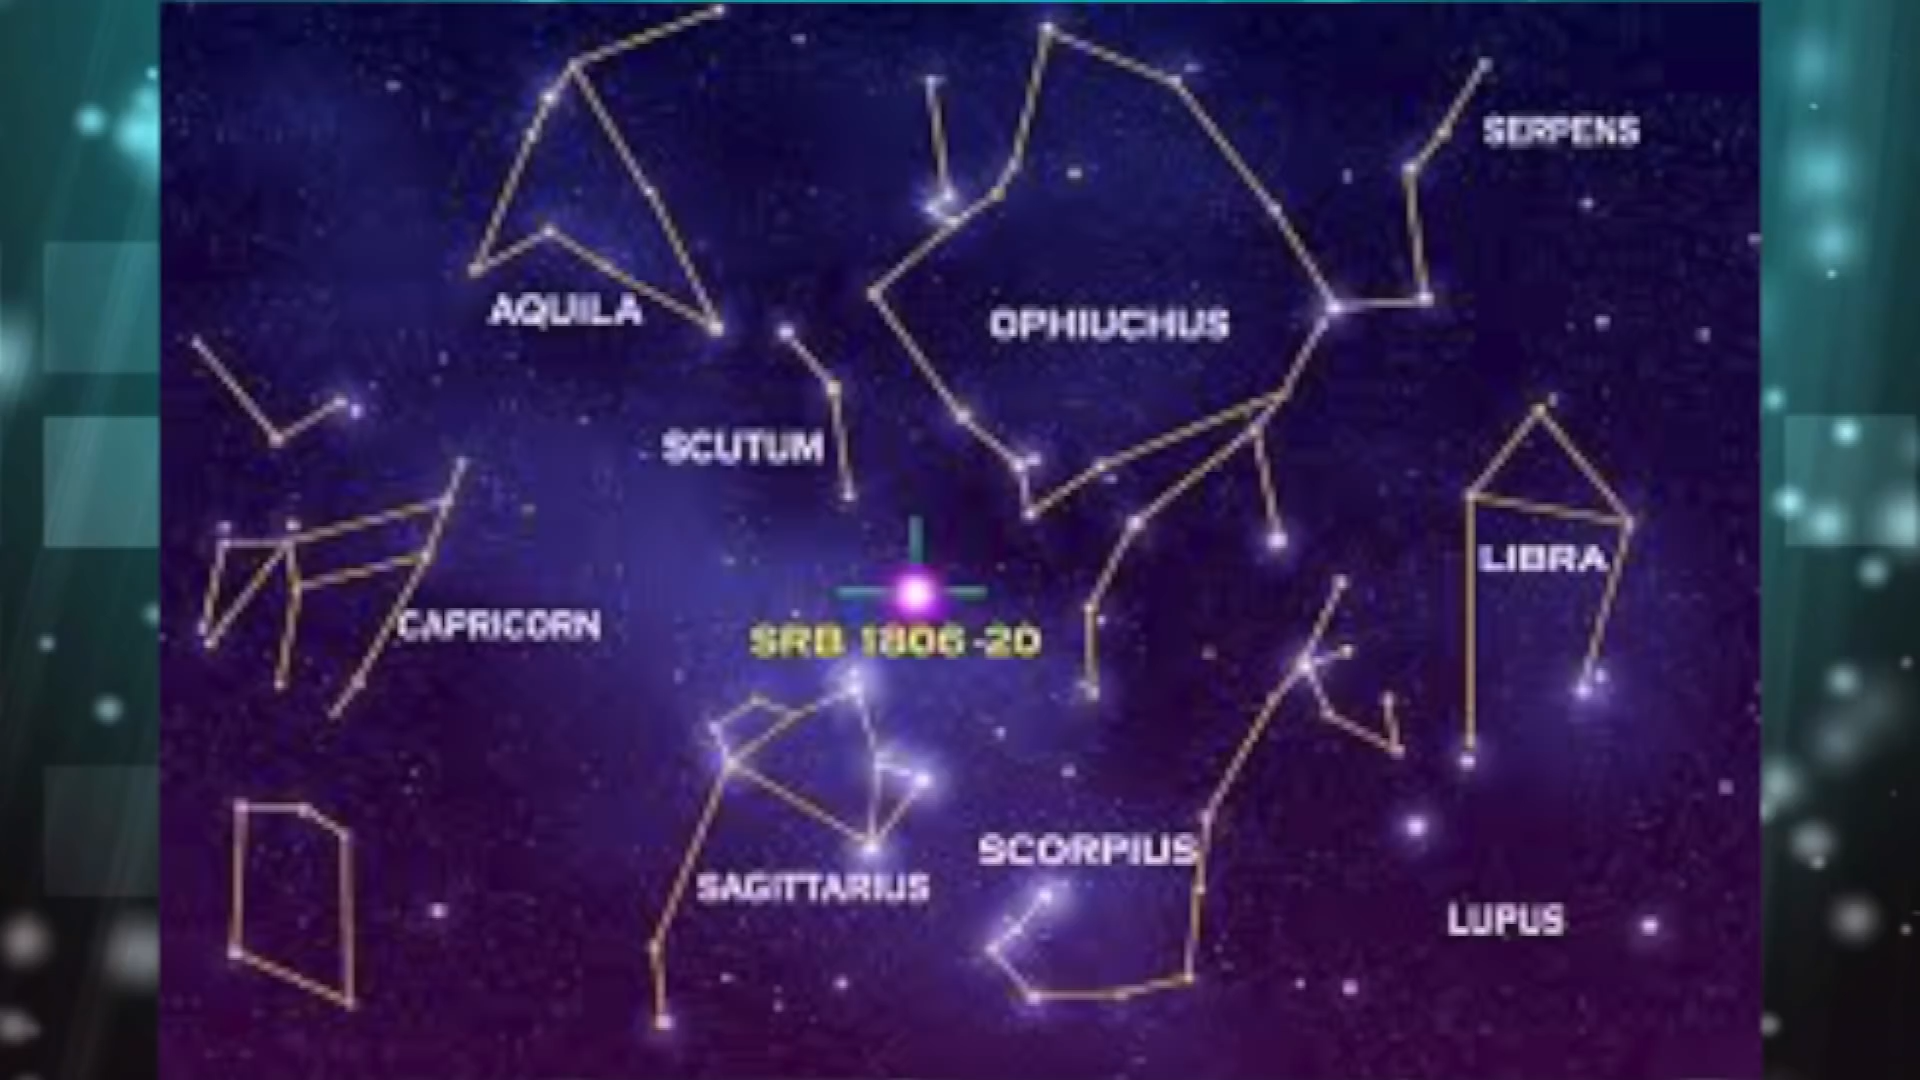 SERPENS
AQUILA
OPHIUCHUS
SCUTUM
LIBRA
CAPRICORN
SRB 1806-20
SCORPIUS
SAGITTARIUS
LUPUS